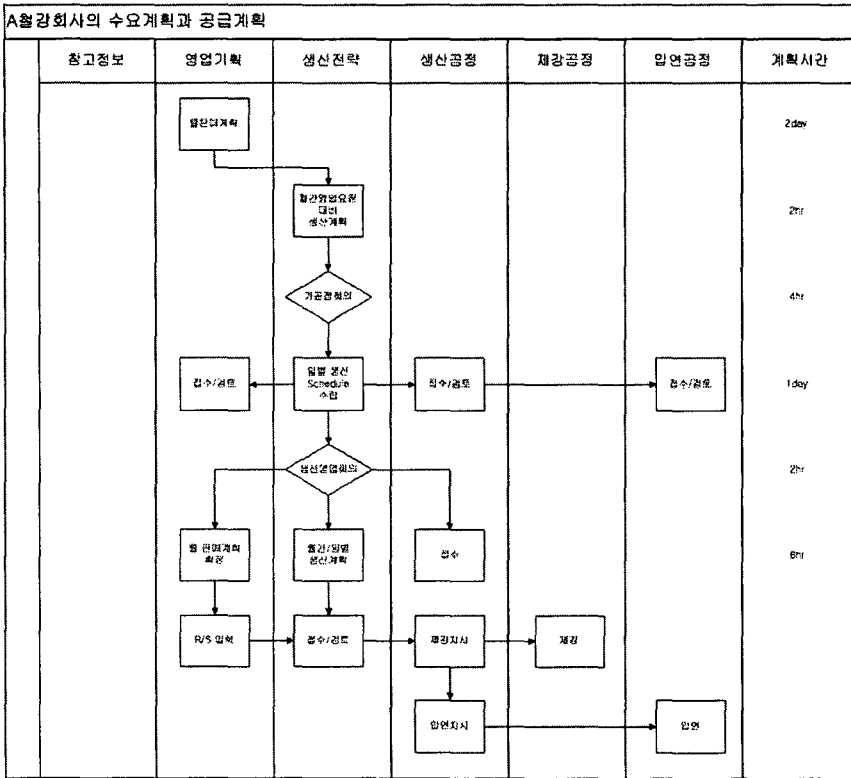 A철강회사의 수요계획과 공급계획
참고정보 영업기획 생산전략 생산공정 제강공정 압연공정 계획시간
월판매계획 2day
월간영업요청
대비
생산계획
2hr
가공정회의 4hr
접수/검토
일별 생산
Schedule
수립
접수/검토 접수/검토 1day
생산영업회의 2hr
월 판매계획
확정
월간/일별
생산계획
접수 6hr
R/S 입력 접수/검토 제강지시 제강
압연지시 압연